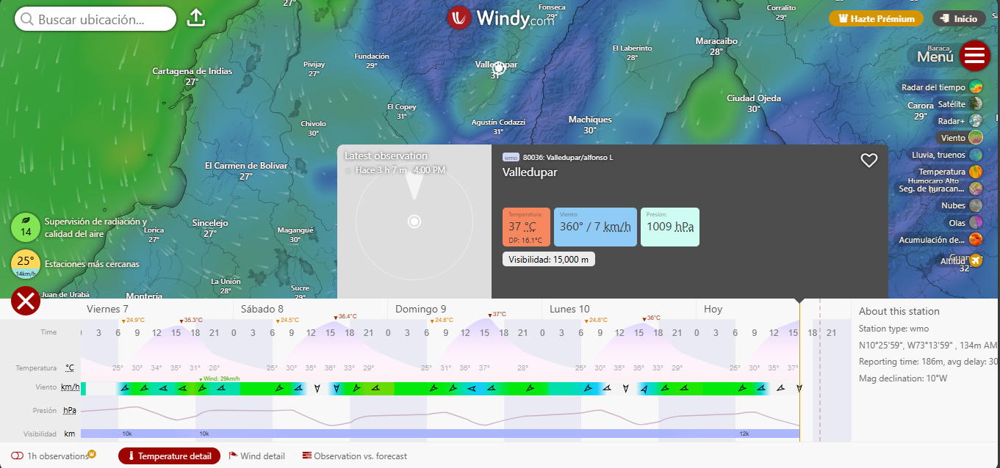 27°
Buscar ubicación...
Windy.com
Fonseca
29°
Corralito
29°
Hazte Prémium
Inicio
Baraca
Menú
Maracaibo
28°
El Laberinto
28°
Fundación
29°
Pivijay
27°
Valledupar
31°
Cartagena de Indias
27°
Radar del tiempo
Ciudad Ojeda
30°
Carora
29°
Satélite
El Copey
31°
Radar+
Chivolo
30°
Agustín Codazzi
31°
Machiques
30°
Viento
Lluvia, truenos
El Carmen de Bolívar
27°
Temperatura
Humocaro Alto
Seg. de huracan...
Nubes
Olas
Acumulación de...
Altitud
32
Latest observation
Hace 3 h 7 m 4:00 PM
wmo 80036: Valledupar/alfonso L
Valledupar
Temperatura:
37 °C
DP: 16.1°C
Viento:
360° / 7 km/h
Presión:
1009 hPa
Visibilidad: 15,000 m
14
Supervisión de radiación y
calidad del aire
Lorica
27°
Sincelejo
27°
Magangué
30°
25°
14km/h
Estaciones más cercanas
La Unión
28°
Sucre
29°
Juan de Urabá
Montería
Viernes 7 Sábado 8 Domingo 9 Lunes 10 Hoy
24.9°C 35.3°C 24.5°C 36.4°C 24.6°C 37°C 24.8°C 36°C
Time 3 6 9 12 15 18 21 0 3 6 9 12 15 18 21 0 3 6 9 12 15 18 21 0 3 6 9 12 15 18 21 0 3 6 9 12 15 18 21
Temperatura °C 25° 30° 34° 35° 31° 28° 25° 30° 35° 36° 33° 29° 25° 31° 36° 37° 28° 25° 30° 35° 36° 33° 29° 25° 30° 35° 37°
Wind: 29km/h
Viento km/h
Presión hPa
Visibilidad km 10k 10k 12k
About this station
Station type: wmo
N10°25'59", W73°13'59" , 134m AM
Reporting time: 186m, avg delay: 30
Mag declination: 10°W
1h observations
Temperature detail
Wind detail
Observation vs. forecast